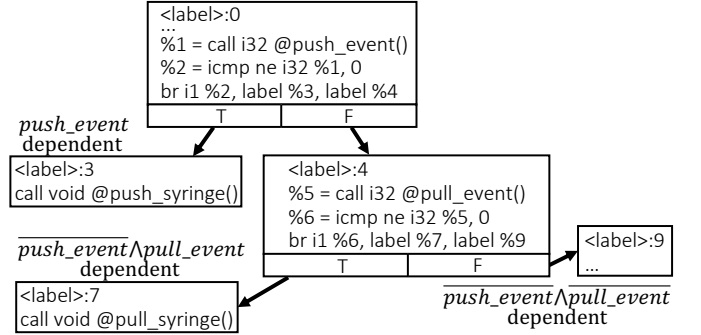 <label>:0
...
%1 = call i32 @push_event()
%2 = icmp ne i32 %1, 0
br i1 %2, label %3, label %4
T F
push_event
dependent
<label>:3
call void @push_syringe()
<label>:4
%5 = call i32 @pull_event()
%6 = icmp ne i32 %5, 0
br i1 %6, label %7, label %9
T F
push_event⋀pull_event
dependent
<label>:7
call void @pull_syringe()
<label>:9
...
push_event⋀pull_event
dependent